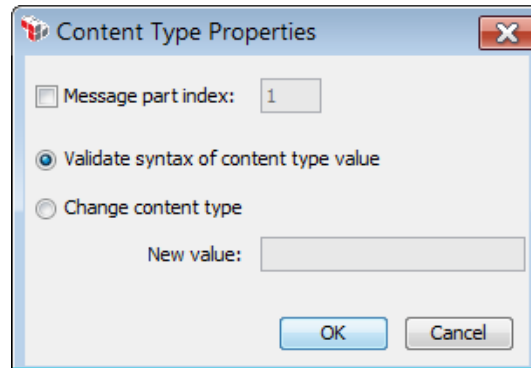 Content Type Properties
Message part index: 1
Validate syntax of content type value
Change content type
New value:
OK Cancel